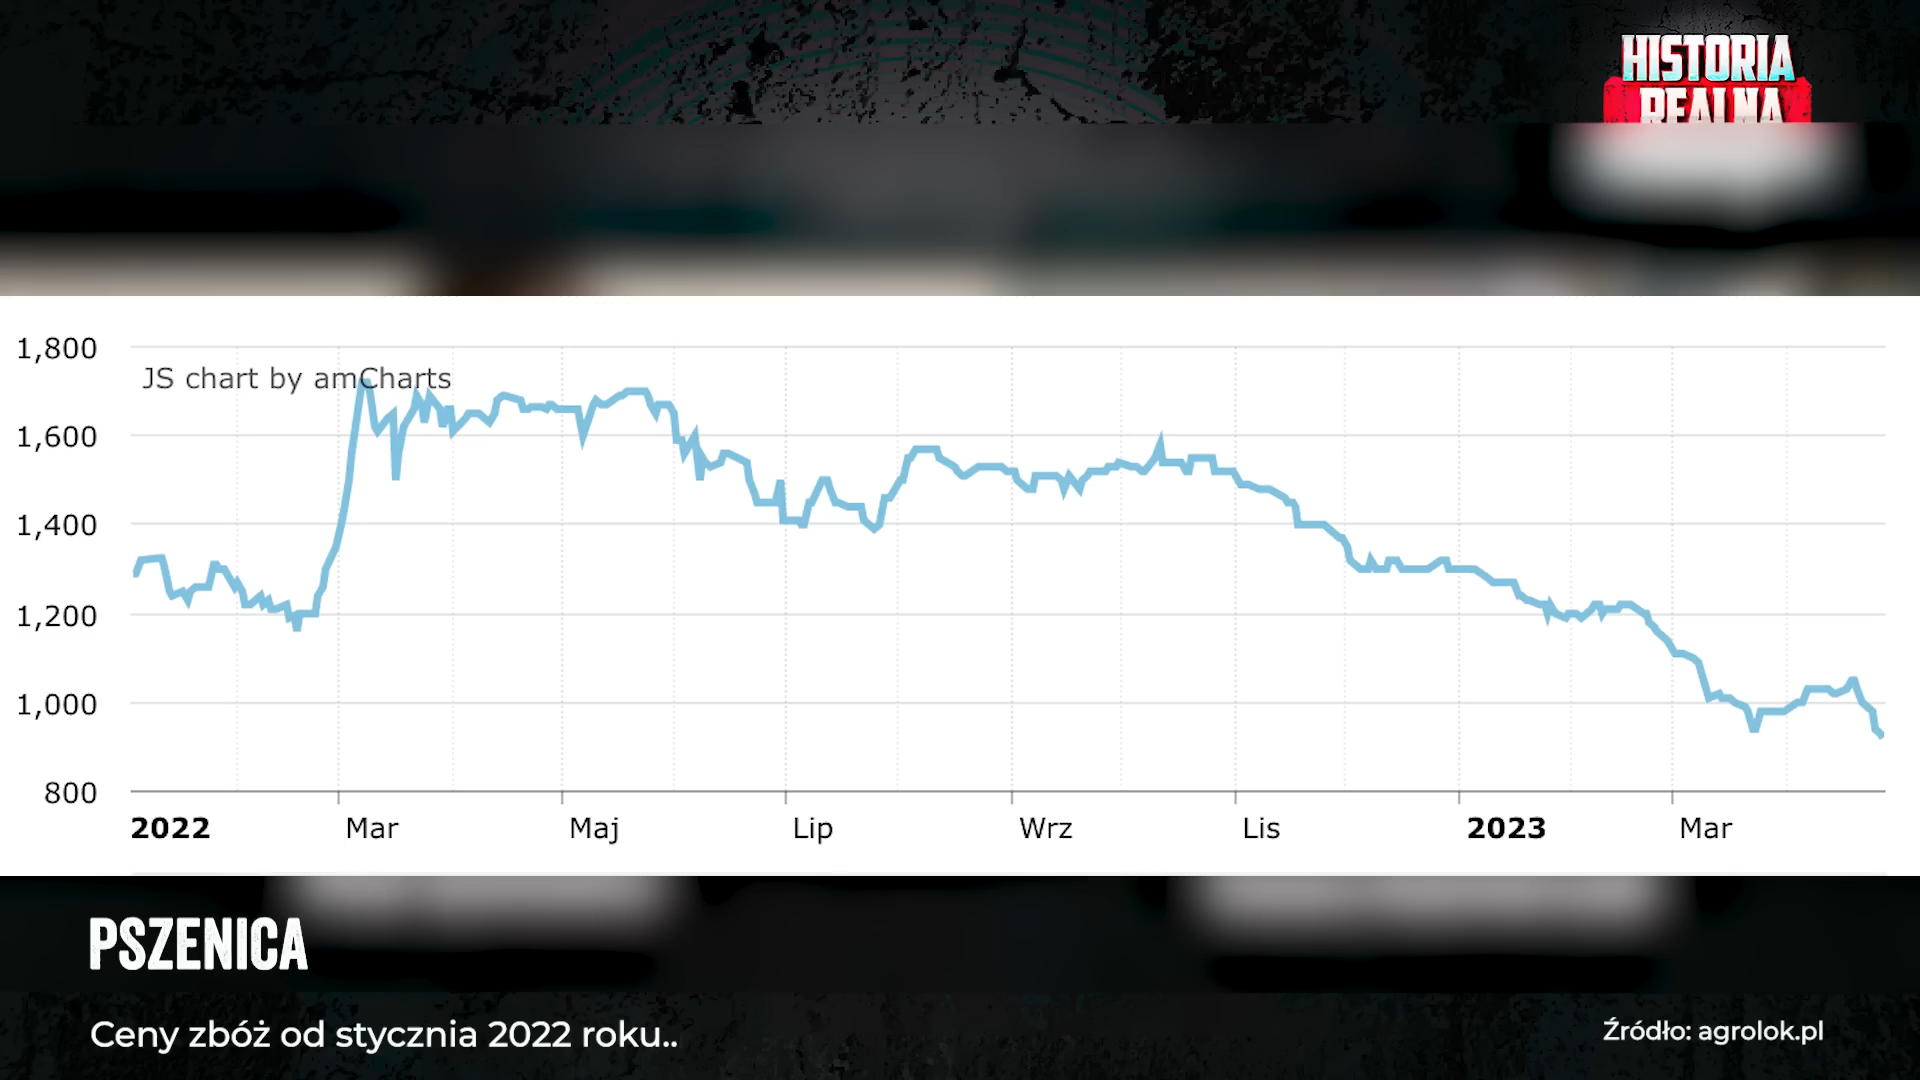 HISTORIA
REALNA
1,800
JS chart by amCharts
1,600
1,400
1,200
1,000
800
2022 Mar Maj Lip Wrz Lis 2023 Mar
PSZENICA
Ceny zbóż od stycznia 2022 roku..
Źródło: agrolok.pl